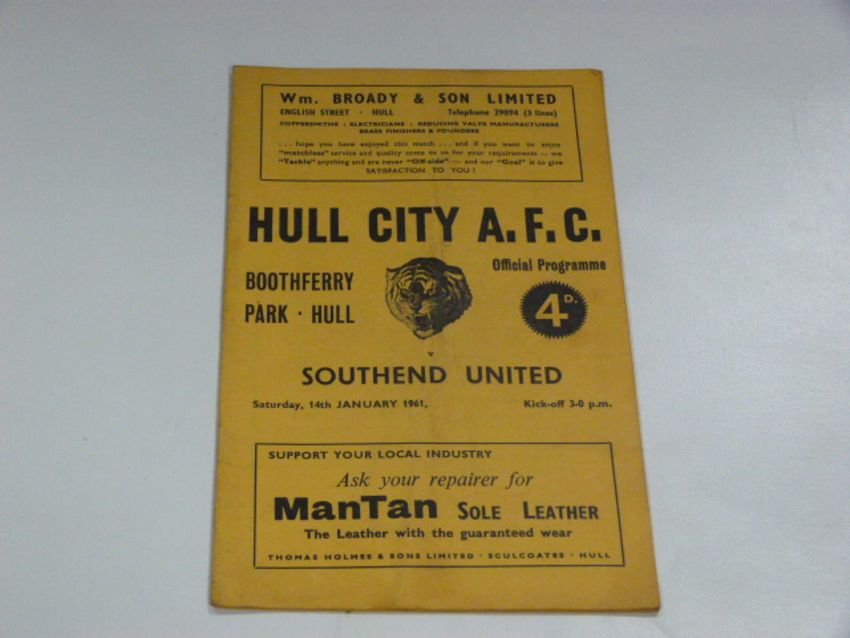 Wm. BROADY & SON LIMITED
ENGLISH STREET · HULL Telephone 29894 (3 lines)
COPPERSMITHS : ELECTRICIANS : REDUCING VALVE MANUFACTURERS
BRASS FINISHERS & FOUNDERS
... hope you have enjoyed this match ... and if you want to enjoy
"matchless" service and quality come to us for your requirements — we
"Tackle" anything and are never "Off-side" — and our "Goal" is to give
SATISFACTION TO YOU !
HULL CITY A.F.C.
BOOTHFERRY
PARK · HULL
Official Programme
4D.
v
SOUTHEND UNITED
Saturday, 14th JANUARY 1961, Kick-off 3-0 p.m.
SUPPORT YOUR LOCAL INDUSTRY
Ask your repairer for
ManTan SOLE LEATHER
The Leather with the guaranteed wear
THOMAS HOLMES & SONS LIMITED · SCULCOATES · HULL